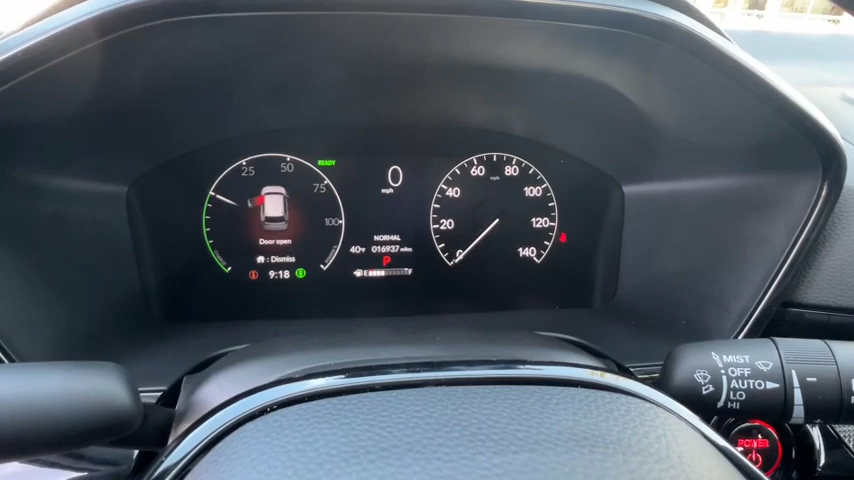 READY
25 50 75 100
Door open
: Dismiss
9:18
0
mph
NORMAL
40°F 016937 miles
P
E F
0 20 40 60 80 100 120 140
mph
MIST
OFF
AUTO
LO
HI
POWER